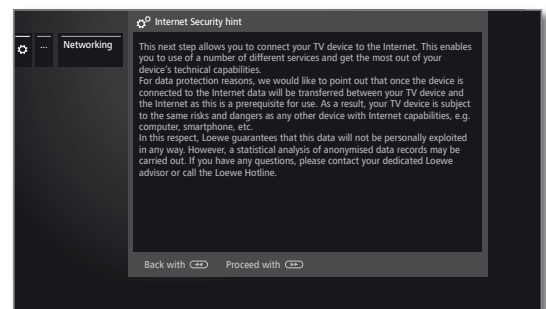 Internet Security hint
... Networking
This next step allows you to connect your TV device to the Internet. This enables
you to use of a number of different services and get the most out of your
device's technical capabilities.
For data protection reasons, we would like to point out that once the device is
connected to the Internet data will be transferred between your TV device and
the Internet as this is a prerequisite for use. As a result, your TV device is subject
to the same risks and dangers as any other device with Internet capabilities, e.g.
computer, smartphone, etc.
In this respect, Loewe guarantees that this data will not be personally exploited
in any way. However, a statistical analysis of anonymised data records may be
carried out. If you have any questions, please contact your dedicated Loewe
advisor or call the Loewe Hotline.
Back with Proceed with